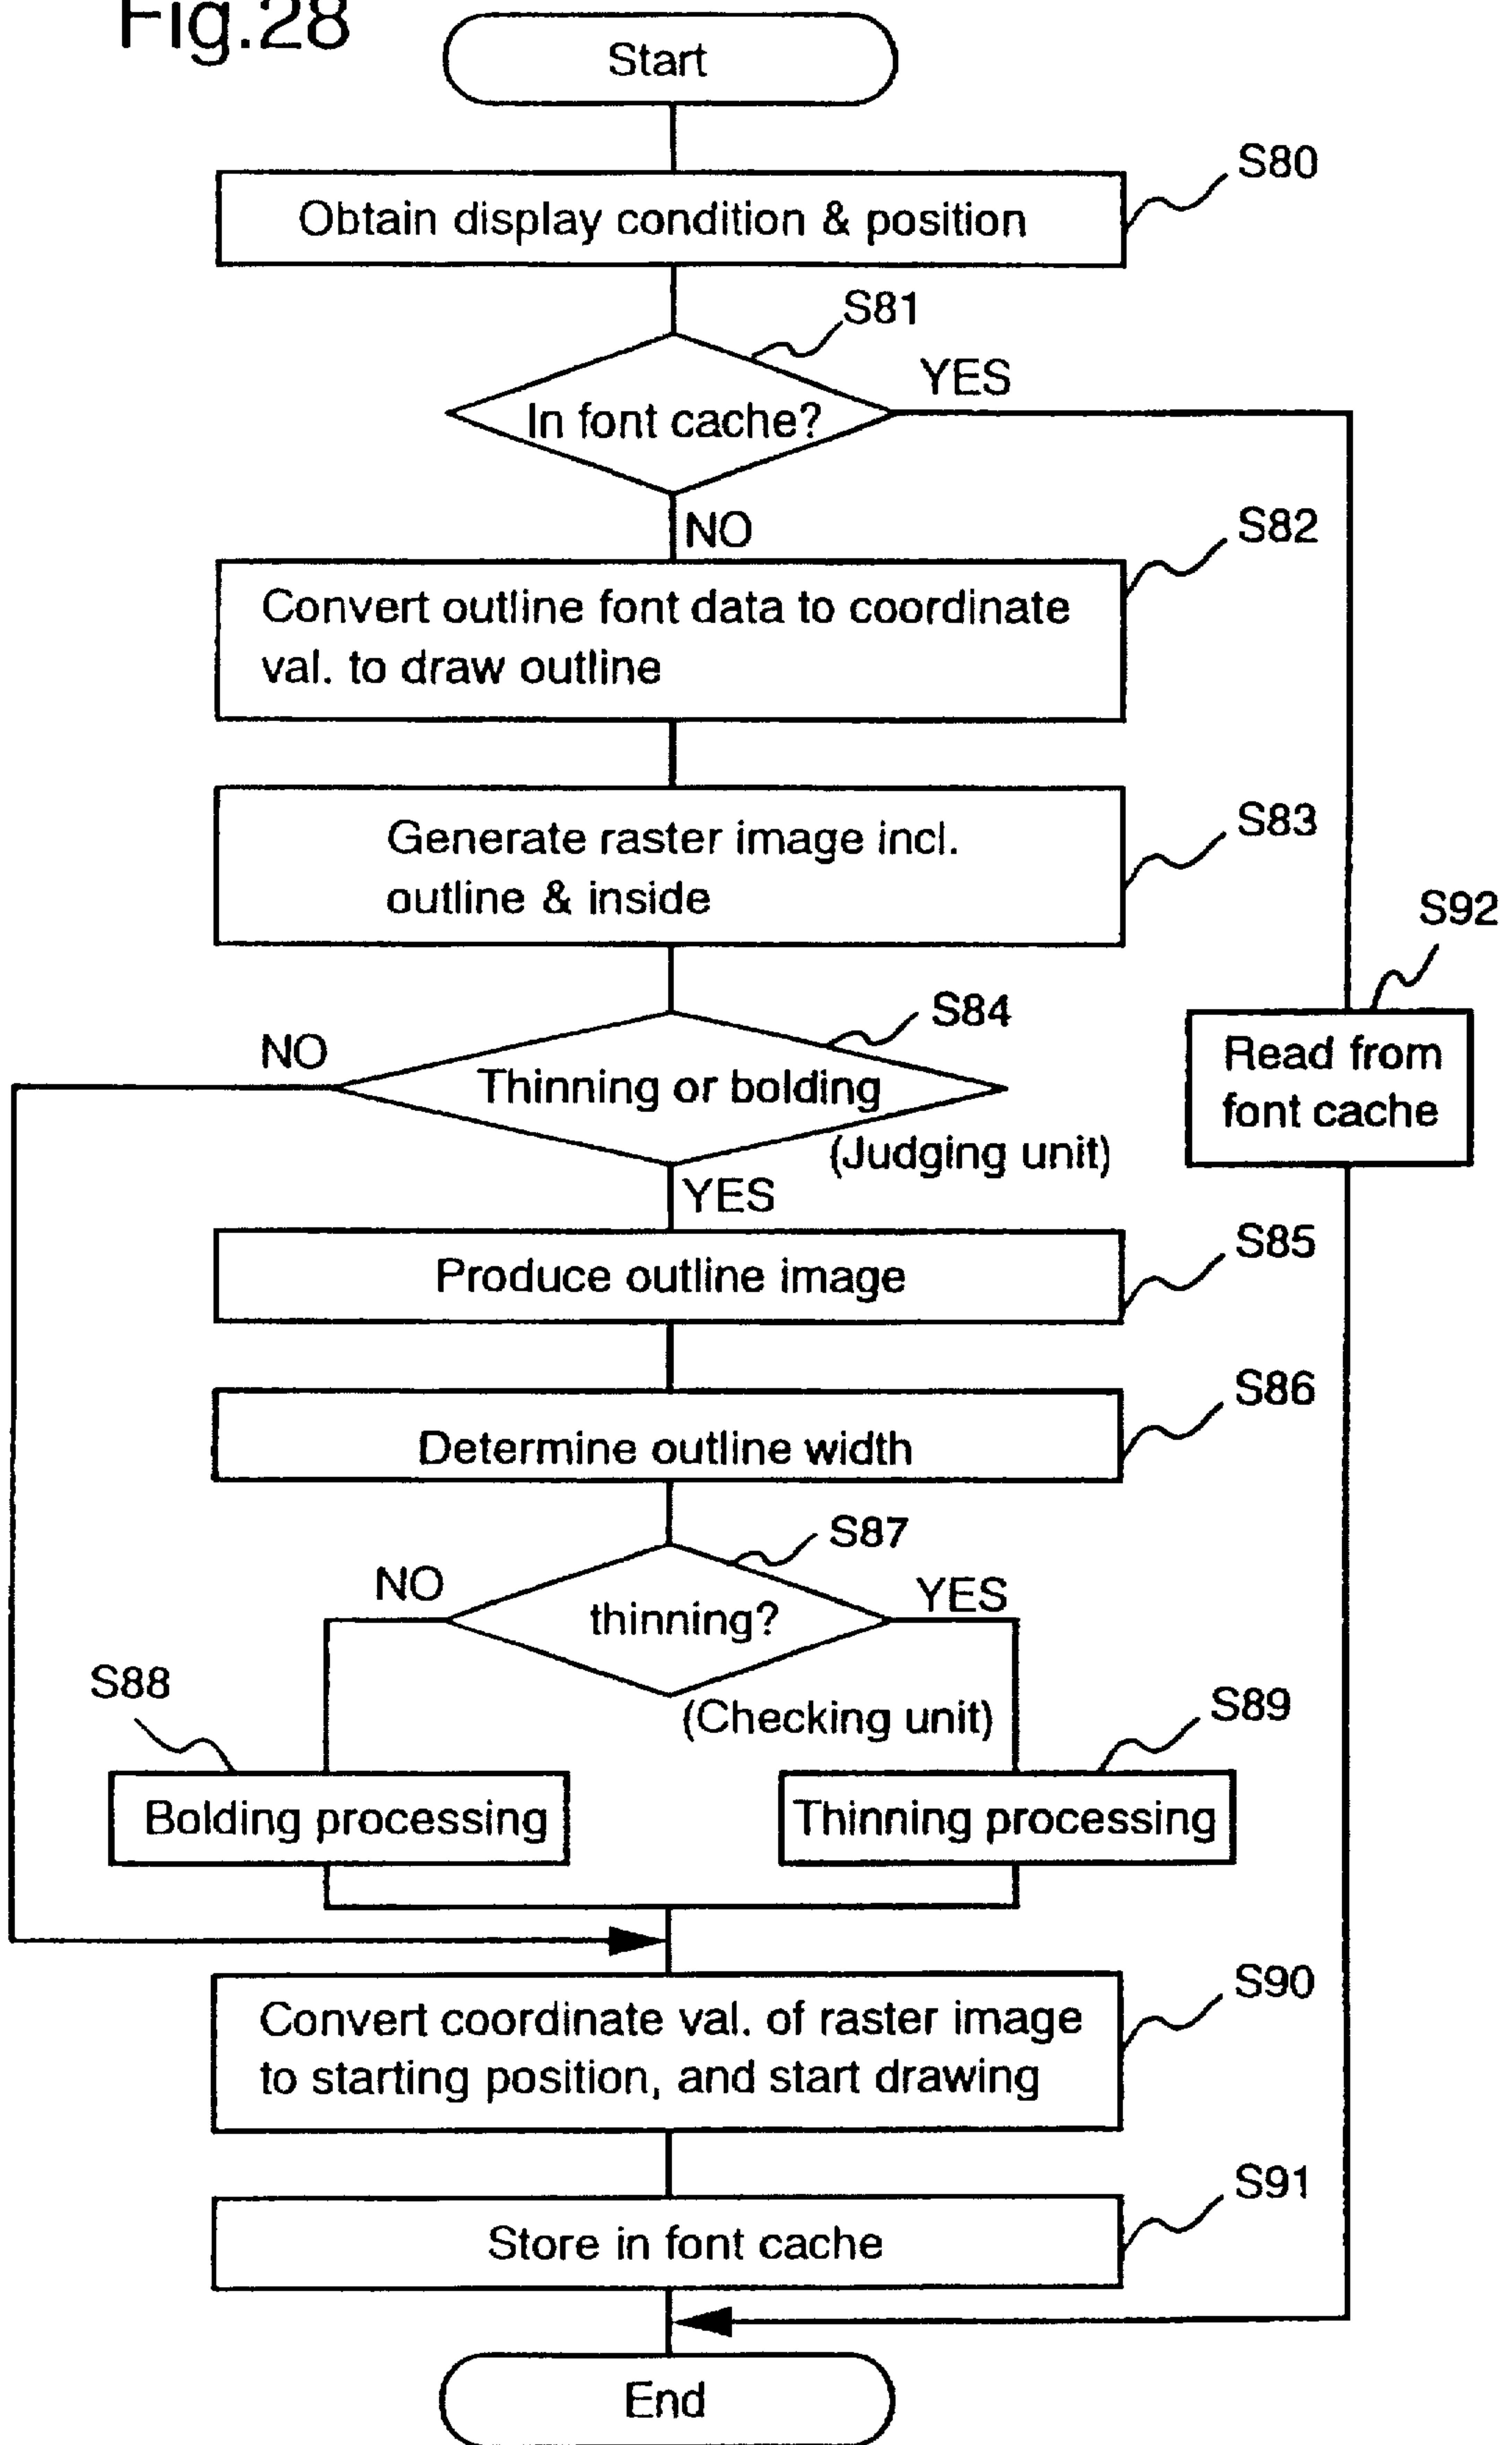 Fig.28
Start
S80
Obtain display condition & position
S81
YES
In font cache?
NO
S82
Convert outline font data to coordinate
val. to draw outline
S83
Generate raster image incl.
outline & inside
S92
Read from
font cache
S84
NO
Thinning or bolding
(Judging unit)
YES
S85
Produce outline image
S86
Determine outline width
S87
NO
YES
thinning?
(Checking unit)
S88
S89
Bolding processing
Thinning processing
S90
Convert coordinate val. of raster image
to starting position, and start drawing
S91
Store in font cache
End